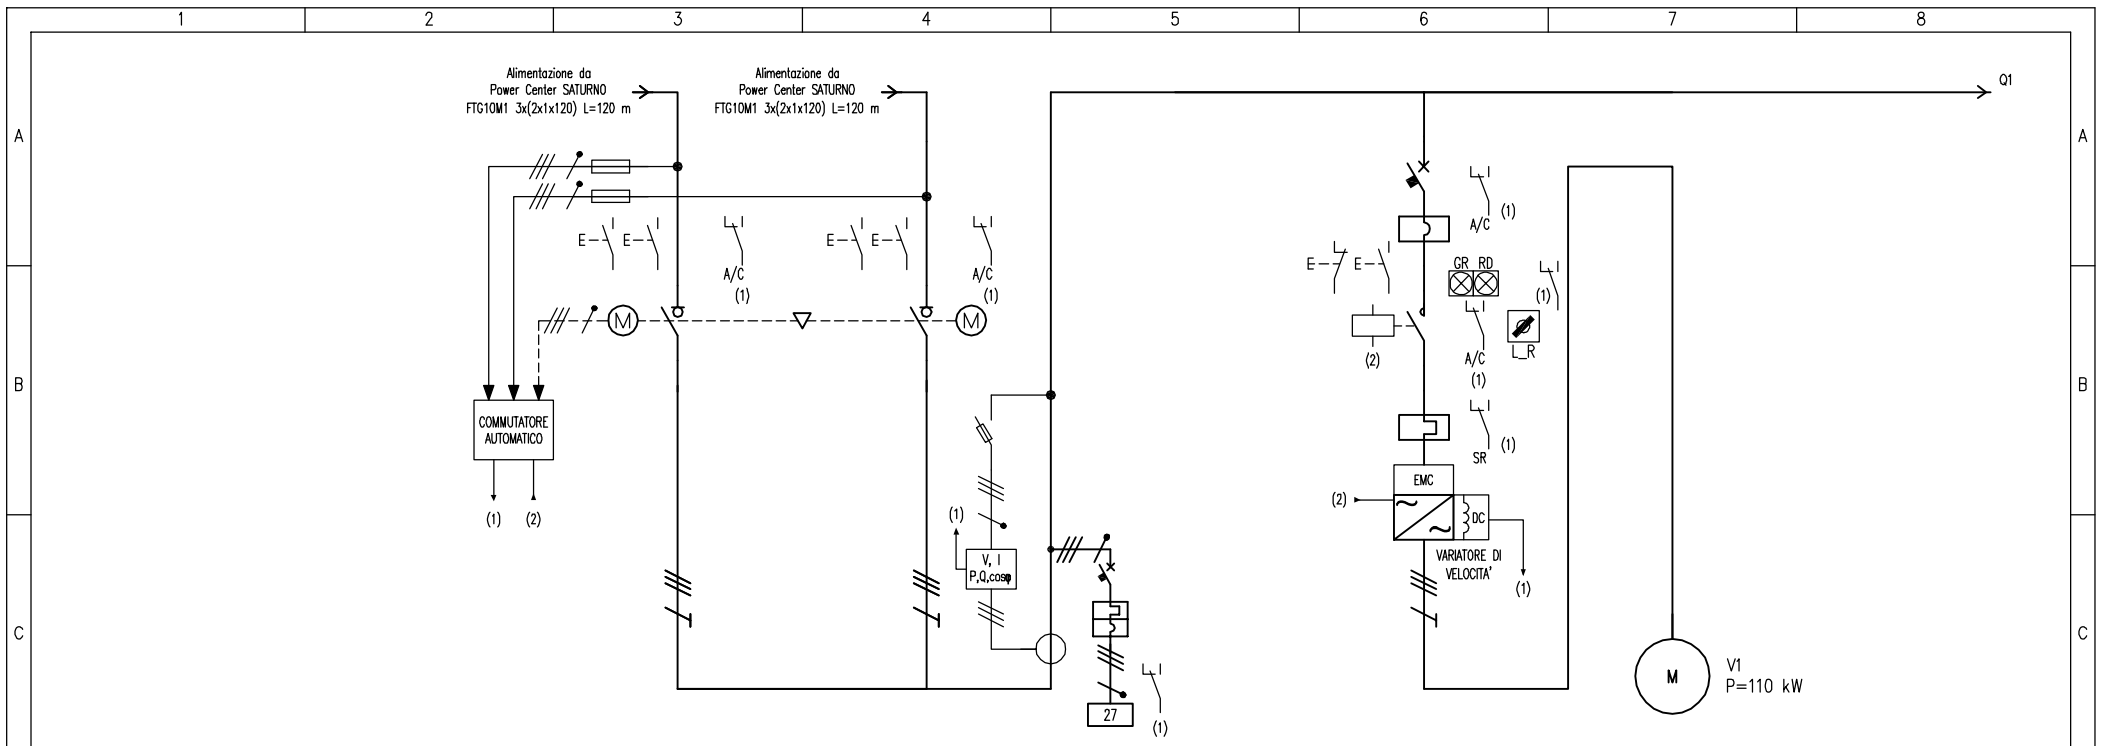 1 2 3 4 5 6 7 8
Q1
Alimentazione da
Power Center SATURNO
FTG10M1 3x(2x1x120) L=120 m
Alimentazione da
Power Center SATURNO
FTG10M1 3x(2x1x120) L=120 m
A A
(1)
A/C
E E
A/C
(1)
E E
A/C
(1)
E E
GR RD
(1)
M M
L_R
(2)
A/C
(1)
B B
COMMUTATORE
AUTOMATICO
(1)
SR
EMC
(2)
DC
(1) (2)
(1)
V, I
P,Q,cosφ
VARIATORE DI
VELOCITA'
(1)
C C
M
V1
P=110 kW
27
(1)